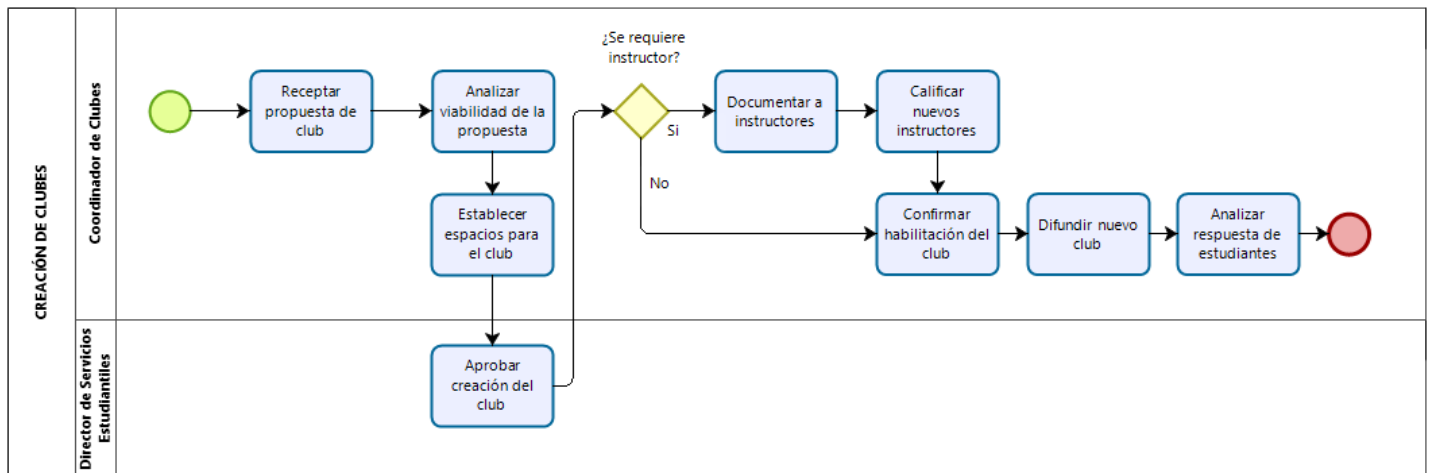 CREACIÓN DE CLUBES
Coordinador de Clubes
¿Se requiere
instructor?
Receptar
propuesta de
club
Analizar
viabilidad de la
propuesta
Si
Documentar a
instructores
Calificar
nuevos
instructores
No
Establecer
espacios para
el club
Confirmar
habilitación del
club
Difundir nuevo
club
Analizar
respuesta de
estudiantes
Director de Servicios
Estudiantiles
Aprobar
creación del
club